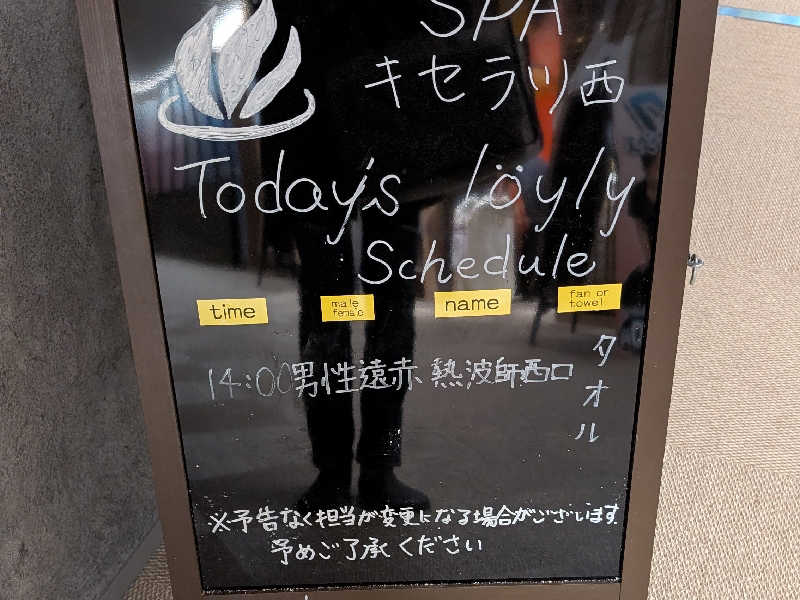 SPA
キセラツ西
Today's löyly
Schedule
time male female name fan or towel
14:00 男性遠赤 熱波師西口 タオル
※予告なく担当が変更になる場合がございます
予めご了承ください